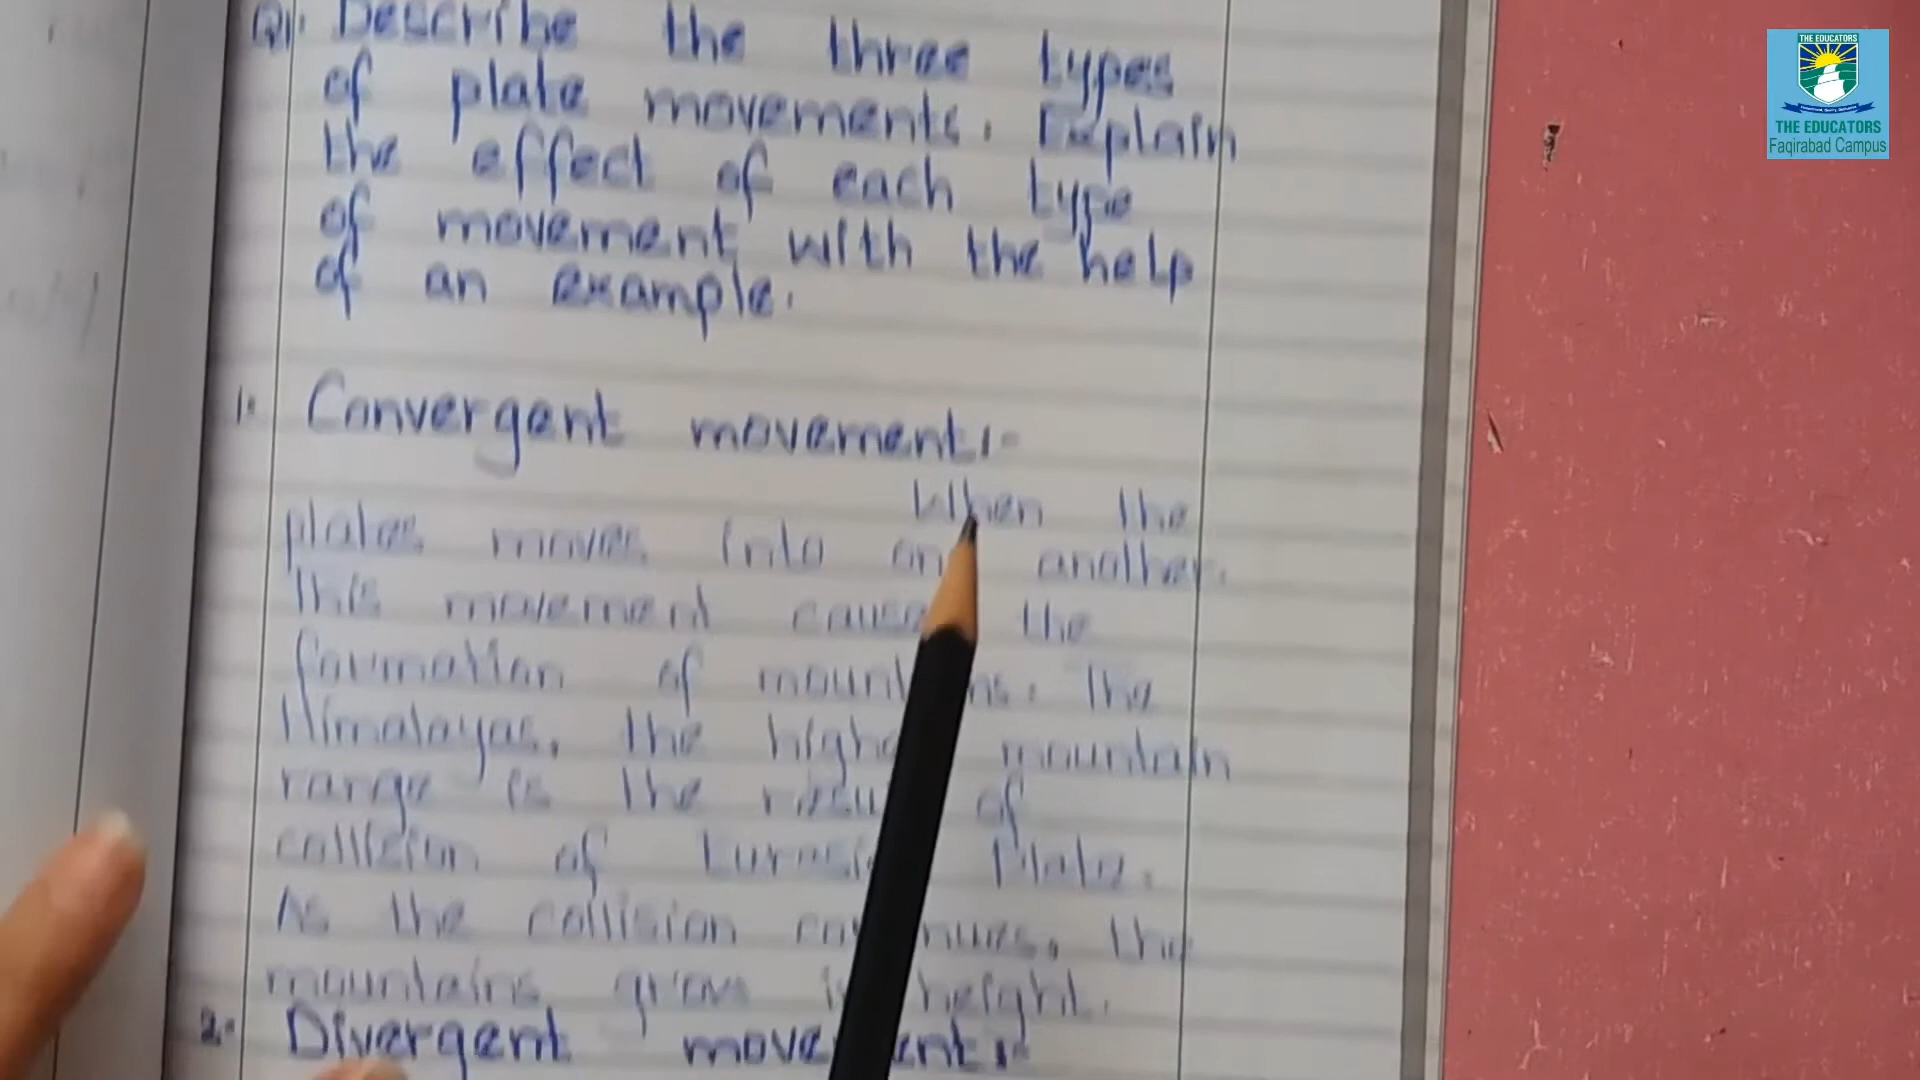 Q1: Describe the three types
of plate movements. Explain
the effect of each type
of movement with the help
of an example.
1: Convergent movement:-
When the
plates moves into one another.
This movement cause the
formation of mountains. The
Himalayas, the highest mountain
range is the result of
collision of Eurasian Plate.
As the collision continues, the
mountains grow in height.
2- Divergent movement:-
THE EDUCATORS
THE EDUCATORS
Faqirabad Campus